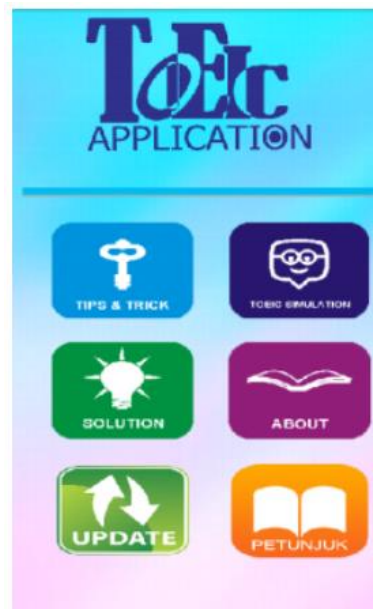 TOEIC
APPLICATION
TIPS & TRICK
TOEIC SIMULATION
SOLUTION
ABOUT
UPDATE
PETUNJUK